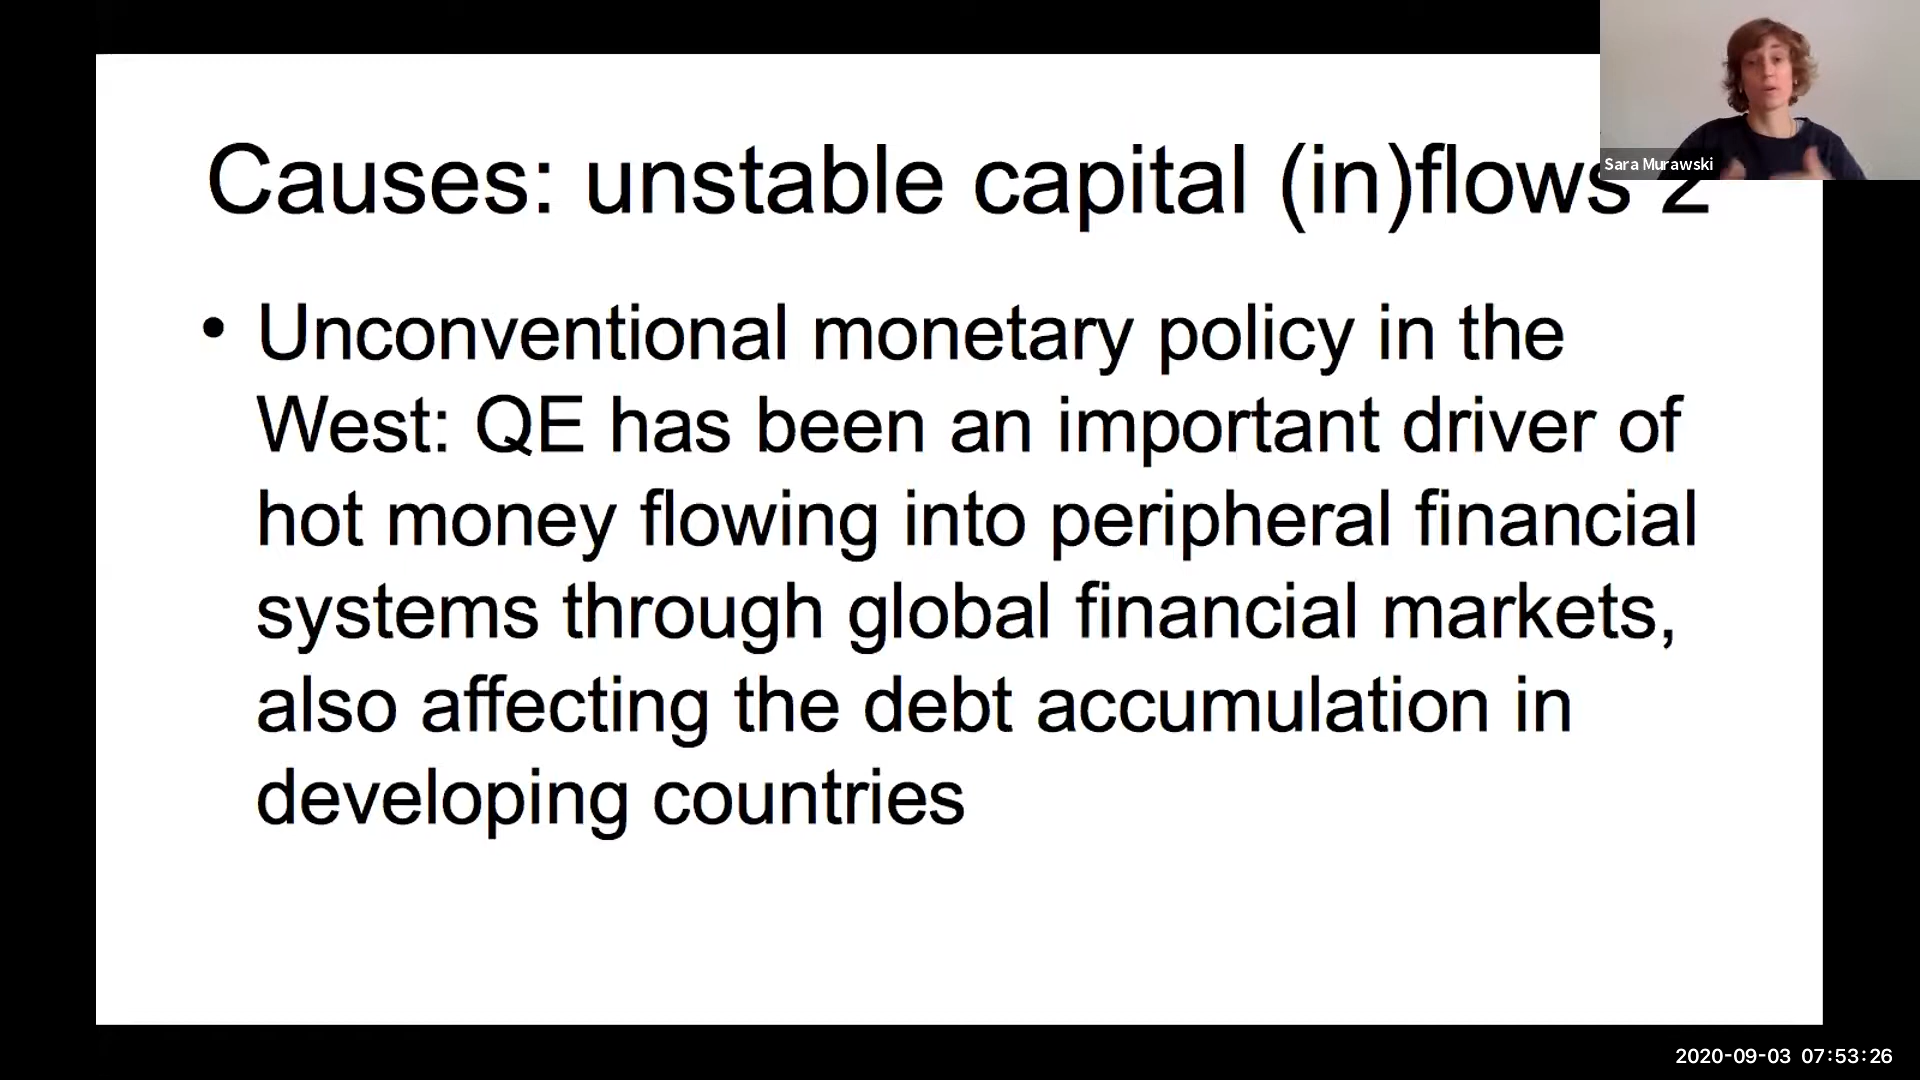 Causes: unstable capital (in)flows 2
Sara Murawski
• Unconventional monetary policy in the
West: QE has been an important driver of
hot money flowing into peripheral financial
systems through global financial markets,
also affecting the debt accumulation in
developing countries
2020-09-03 07:53:26